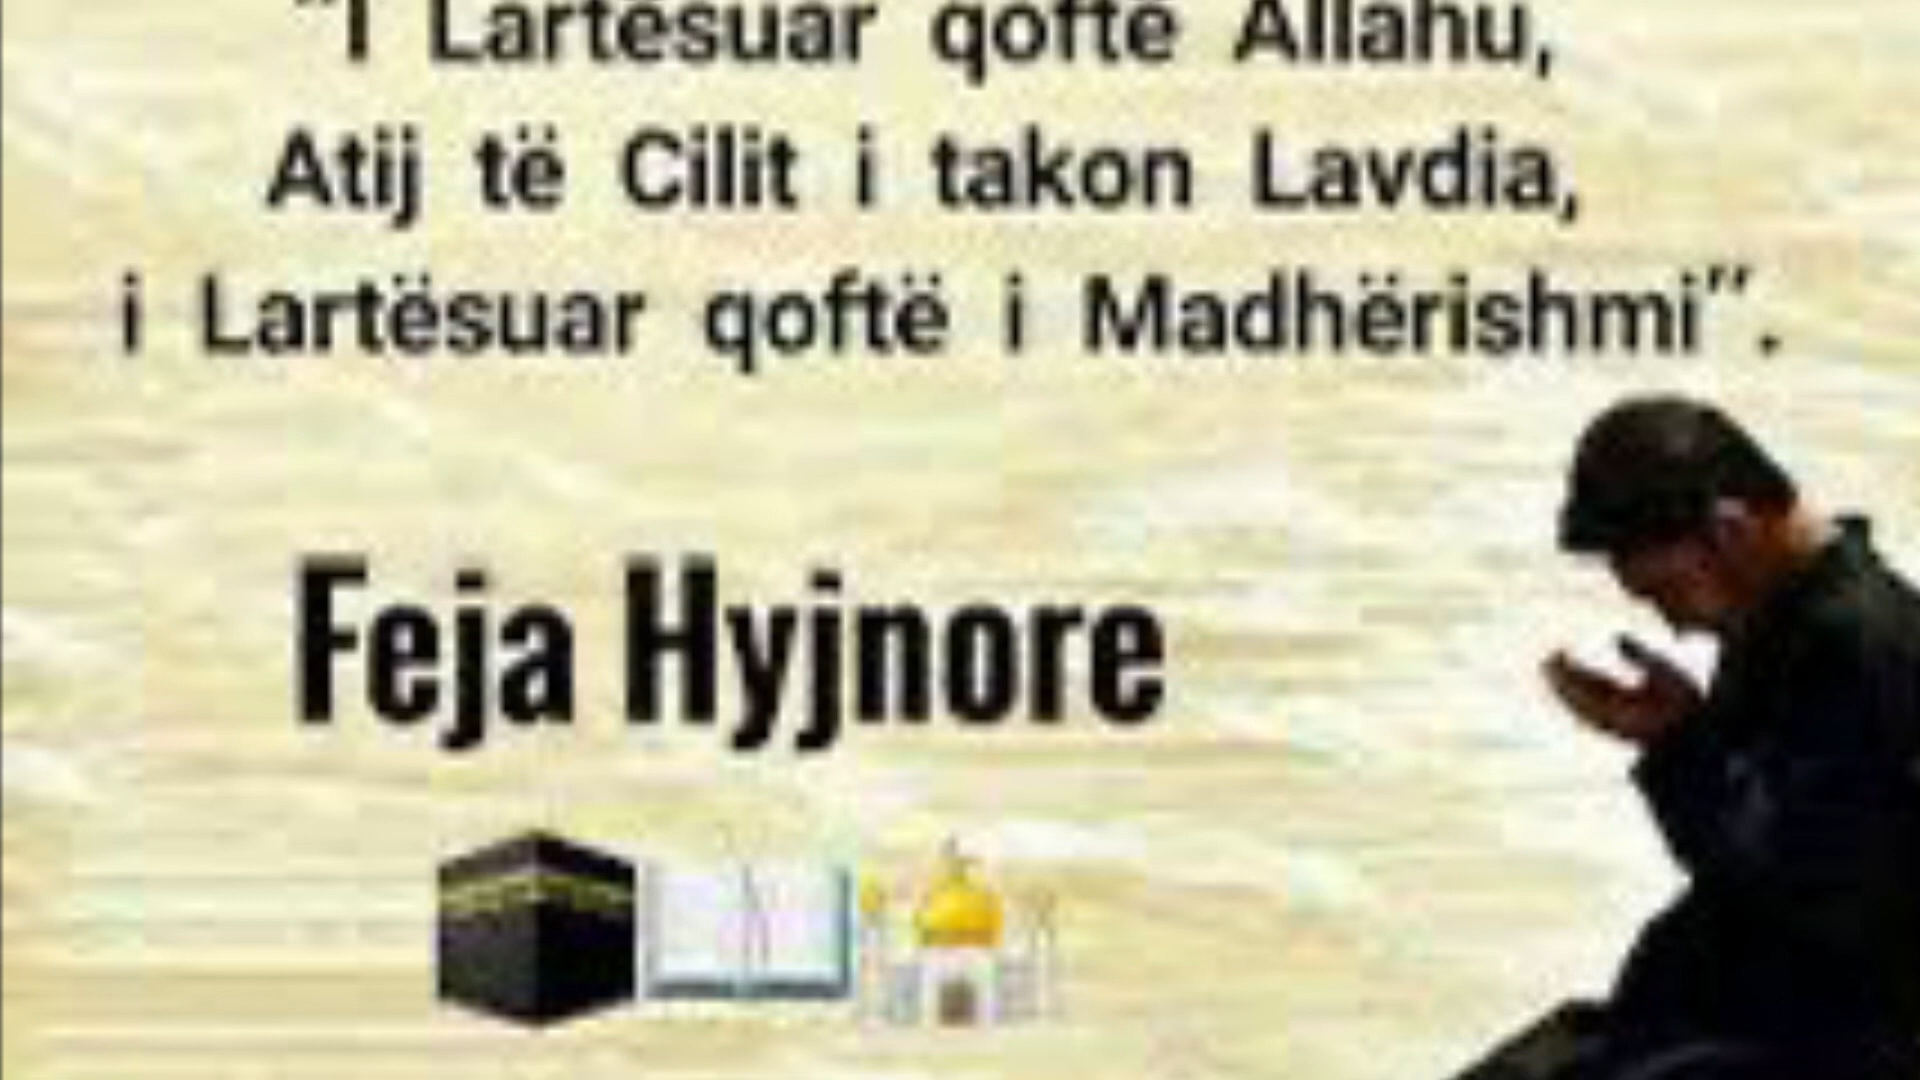 "I Lartësuar qoftë Allahu,
Atij të Cilit i takon Lavdia,
i Lartësuar qoftë i Madhërishmi".
Feja Hyjnore